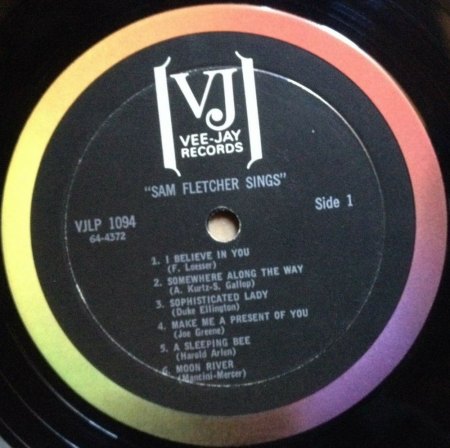 VJ
VEE-JAY
RECORDS
"SAM FLETCHER SINGS"
VJLP 1094
64-4372
Side 1
1. I BELIEVE IN YOU
(F. Loesser)
2. SOMEWHERE ALONG THE WAY
(A. Kurtz-S. Gallop)
3. SOPHISTICATED LADY
(Duke Ellington)
4. MAKE ME A PRESENT OF YOU
(Joe Greene)
5. A SLEEPING BEE
(Harold Arlen)
6. MOON RIVER
(Mancini-Mercer)